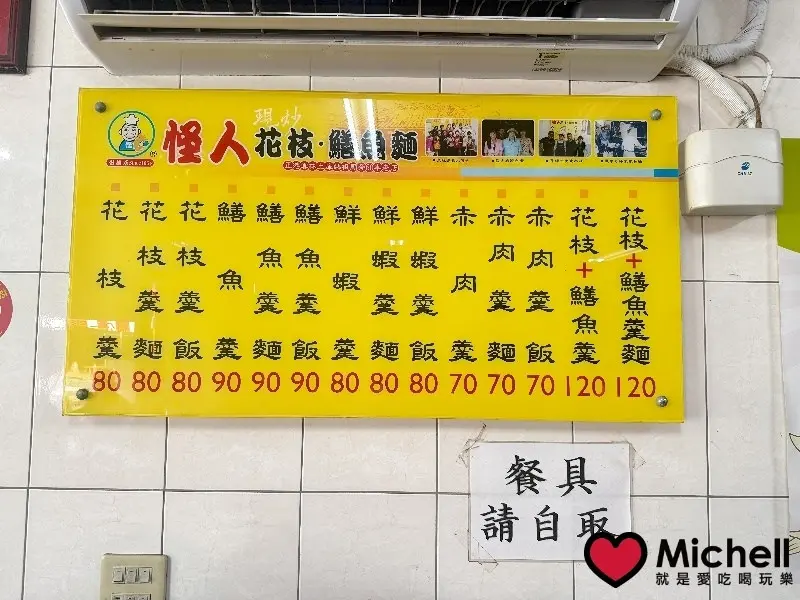 現炒
怪人花枝·鱔魚麵
花枝羹 80
花枝羹麵 80
花枝羹飯 80
鱔魚羹 90
鱔魚羹麵 90
鱔魚羹飯 90
鮮蝦羹 80
鮮蝦羹麵 80
鮮蝦羹飯 80
赤肉羹 70
赤肉羹麵 70
赤肉羹飯 70
花枝+鱔魚羹 120
花枝+鱔魚羹麵 120
餐具
請自取
Michell
就是愛吃喝玩樂